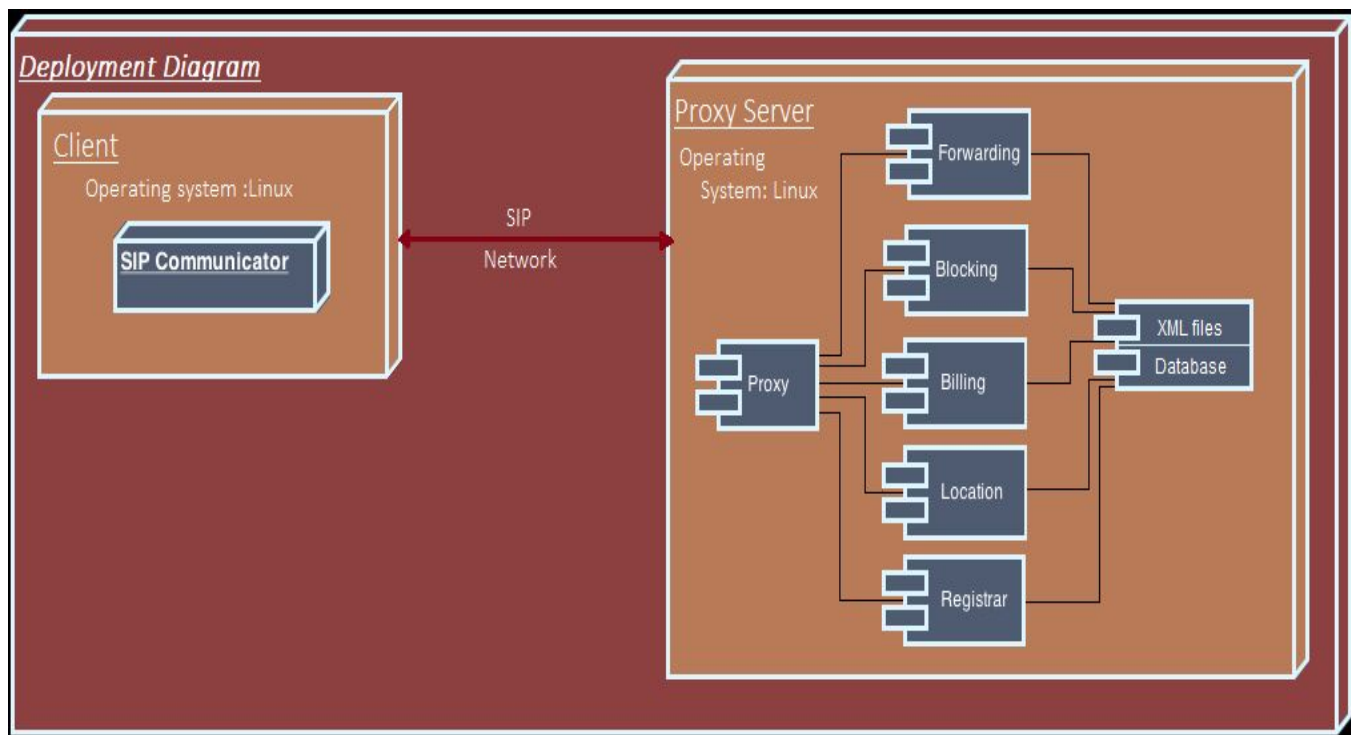 Deployment Diagram
Client
Operating system :Linux
SIP Communicator
SIP
Network
Proxy Server
Operating
System: Linux
Proxy
Forwarding
Blocking
Billing
Location
Registrar
XML files
Database